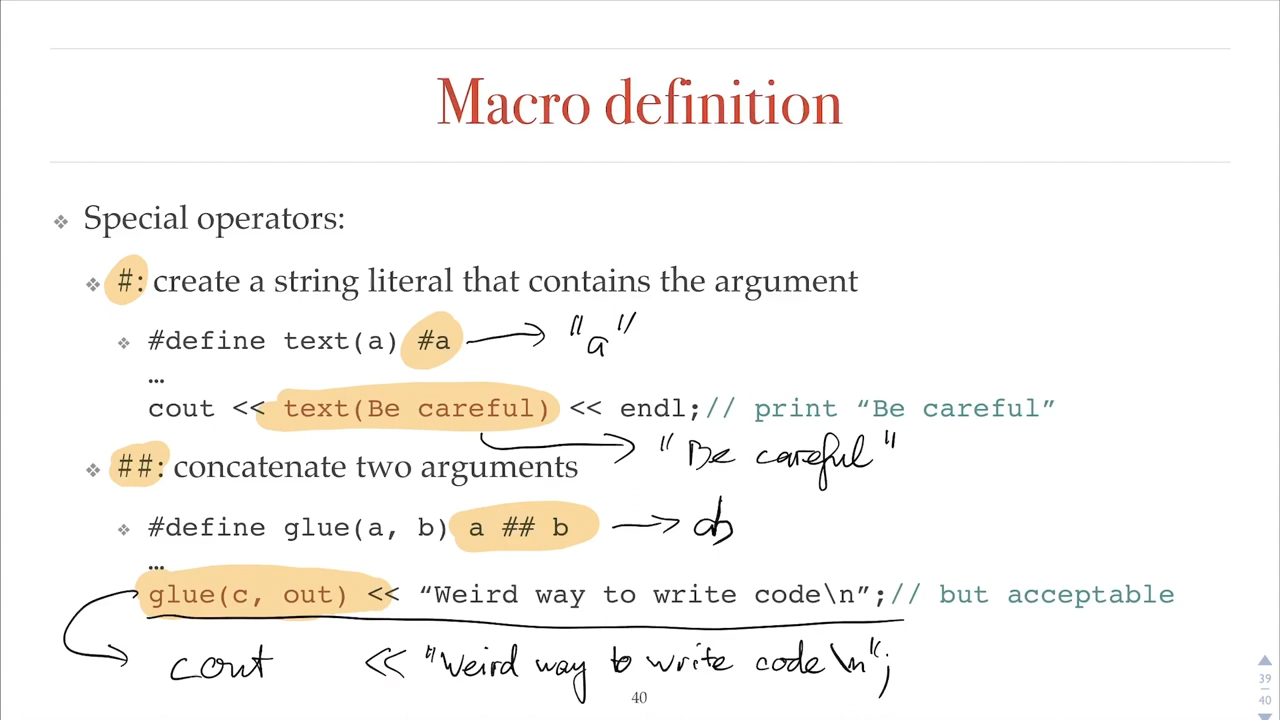 Macro definition
❖ Special operators:
❖ #: create a string literal that contains the argument
❖ #define text(a) #a → "a"
…
cout << text(Be careful) << endl;// print “Be careful”
→ "Be careful"
❖ ##: concatenate two arguments
❖ #define glue(a, b) a ## b → ab
…
glue(c, out) << “Weird way to write code\n”;// but acceptable
→ cout << "Weird way to write code\n";
40
39
40